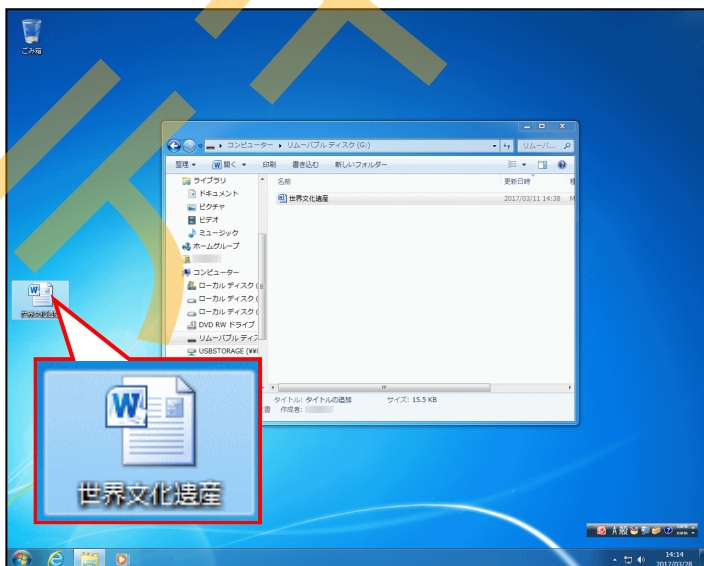 ごみ箱
コンピューター ▸ リムーバブル ディスク (G:)
リムーバ...
整理
開く
印刷
書き込む
新しいフォルダー
ライブラリ
ドキュメント
ピクチャ
ビデオ
ミュージック
ホームグループ
コンピューター
ローカル ディスク (
ローカル ディスク (
ローカル ディスク (
DVD RW ドライブ
リムーバブル ディス
USBSTORAGE (¥¥
名前
更新日時
世界文化遺産
2017/03/11 14:38
M
タイトル: タイトルの追加
サイズ: 15.5 KB
作成者:
世界文化遺産
世界文化遺産
A 般
14:14
2017/03/28